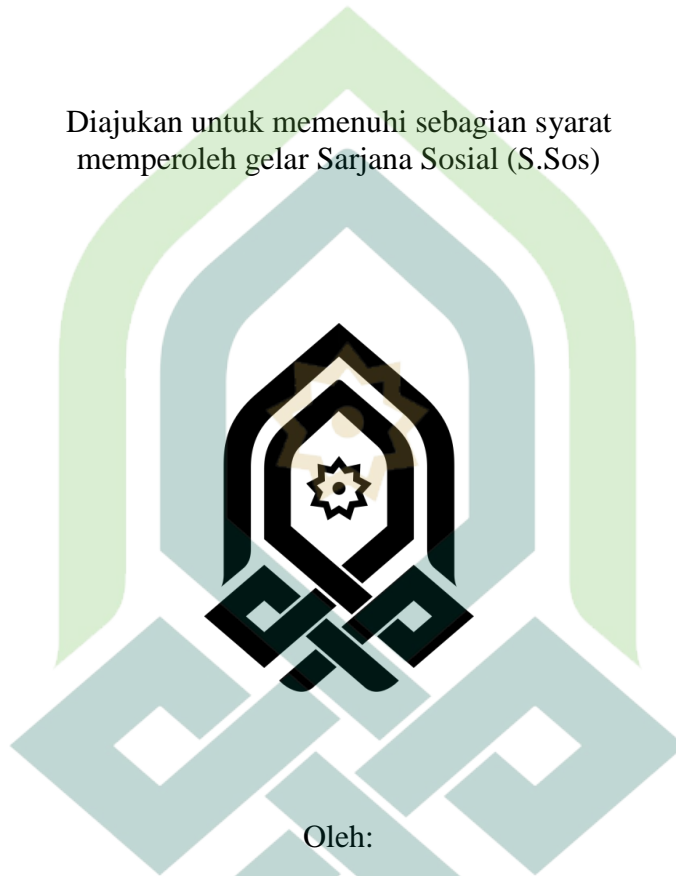 Diajukan untuk memenuhi sebagian syarat
memperoleh gelar Sarjana Sosial (S.Sos)
Oleh: